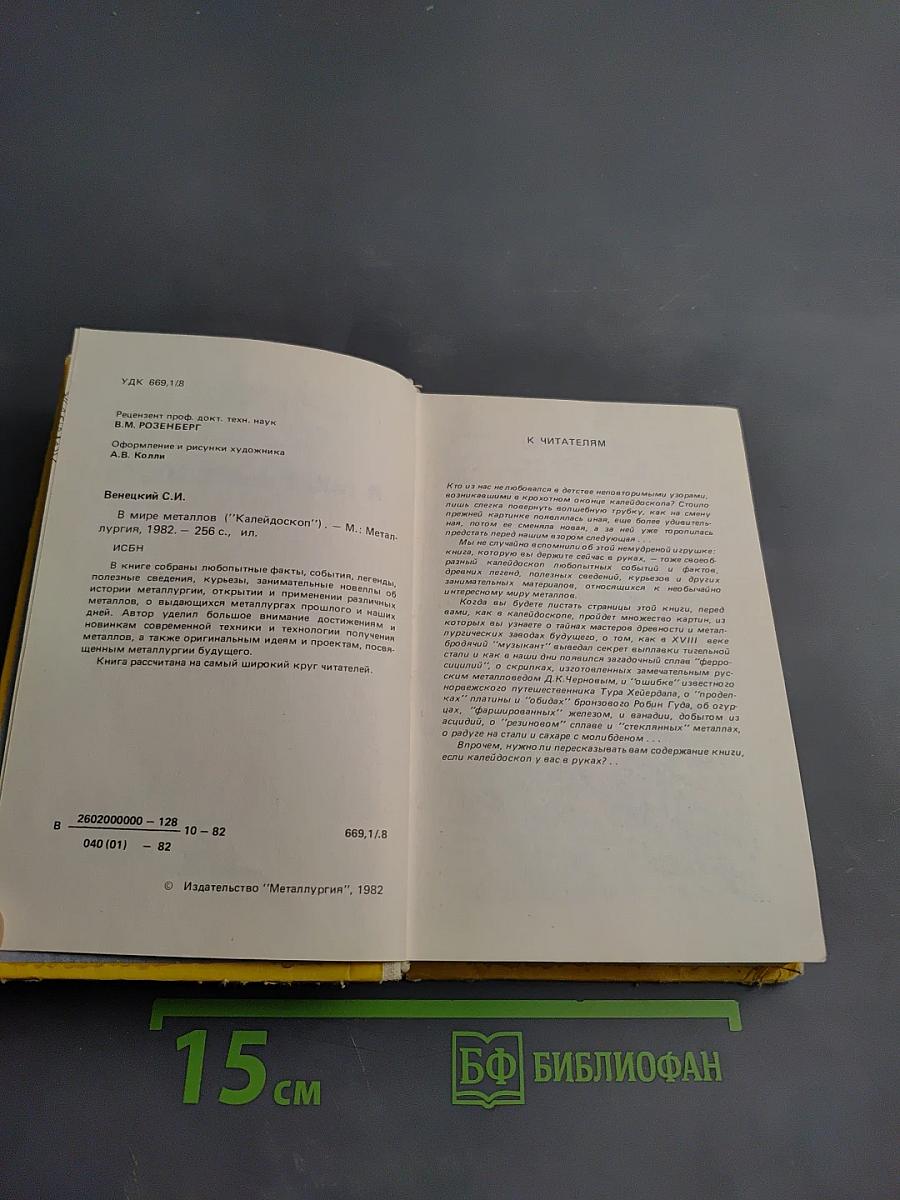 УДК 669,1/.8
Рецензент проф. докт. техн. наук
В.М. РОЗЕНБЕРГ
Оформление и рисунки художника
А.В. Колли
Венецкий С.И.
В мире металлов ("Калейдоскоп") . — М.: Метал-
лургия, 1982. — 256 с., ил.
ИСБН
В книге собраны любопытные факты, события, легенды,
полезные сведения, курьезы, занимательные новеллы об
истории металлургии, открытии и применении различных
металлов, о выдающихся металлургах прошлого и наших
дней. Автор уделил большое внимание достижениям и
новинкам современной техники и технологии получения
металлов, а также оригинальным идеям и проектам, посвя-
щенным металлургии будущего.
Книга рассчитана на самый широкий круг читателей.
В 2602000000 — 128 10 — 82
040 (01) — 82
669,1/.8
© Издательство "Металлургия", 1982
К ЧИТАТЕЛЯМ
Кто из нас не любовался в детстве неповторимыми узорами,
возникавшими в крохотном оконце калейдоскопа? Стоило
лишь слегка повернуть волшебную трубку, как на смену
прежней картинке появлялась иная, еще более удивитель-
ная, потом ее сменяла новая, а за ней уже торопилась
предстать перед нашим взором следующая . . .
Мы не случайно вспомнили об этой немудреной игрушке:
книга, которую вы держите сейчас в руках, — тоже своеоб-
разный калейдоскоп любопытных событий и фактов,
древних легенд, полезных сведений, курьезов и других
занимательных материалов, относящихся к необычайно
интересному миру металлов.
Когда вы будете листать страницы этой книги, перед
вами, как в калейдоскопе, пройдет множество картин, из
которых вы узнаете о тайнах мастеров древности и метал-
лургических заводах будущего, о том, как в XVIII веке
бродячий "музыкант" выведал секрет выплавки тигельной
стали и как в наши дни появился загадочный сплав "ферро-
сицилий", о скрипках, изготовленных замечательным рус-
ским металловедом Д.К.Черновым, и "ошибке" известного
норвежского путешественника Тура Хейердала, о "продел-
ках" платины и "обидах" бронзового Робин Гуда, об огур-
цах, "фаршированных" железом, и ванадии, добытом из
асцидий, о "резиновом" сплаве и "стеклянных" металлах,
о радуге на стали и сахаре с молибденом . . .
Впрочем, нужно ли пересказывать вам содержание книги,
если калейдоскоп у вас в руках? . .
15 см
БФ БИБЛИОФАН